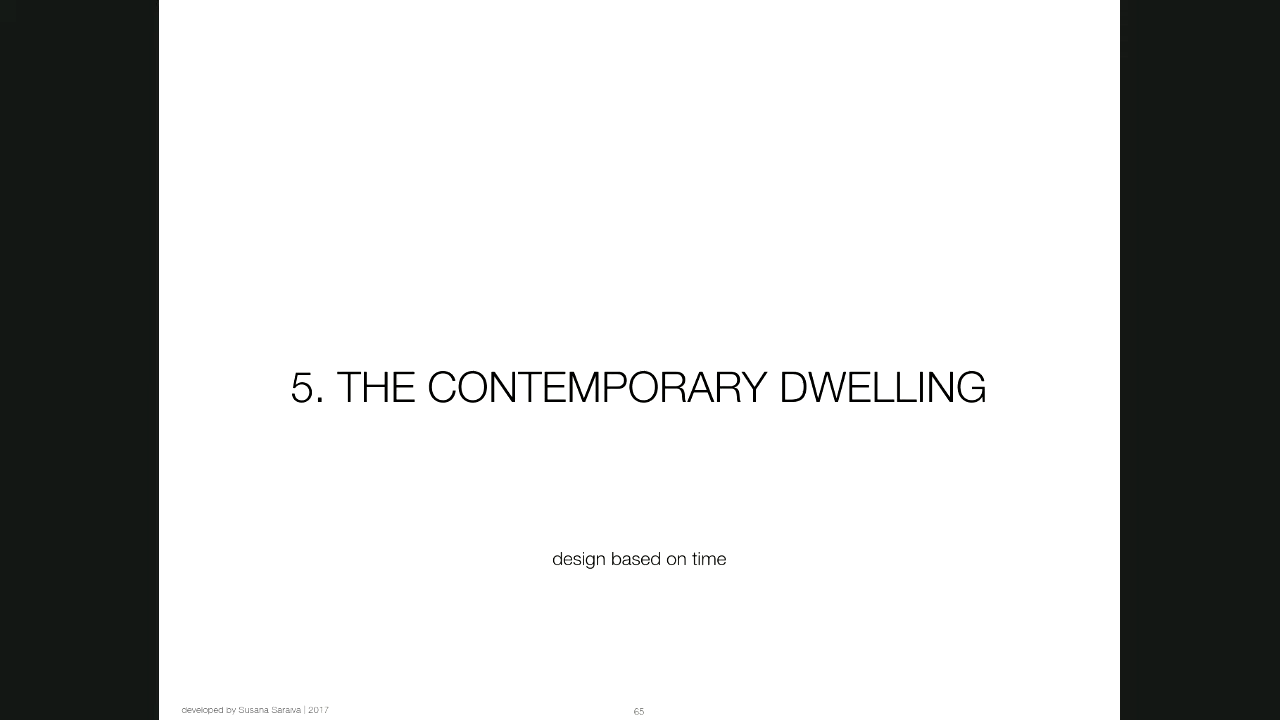 5. THE CONTEMPORARY DWELLING
design based on time
developed by Susana Saraiva | 2017
65